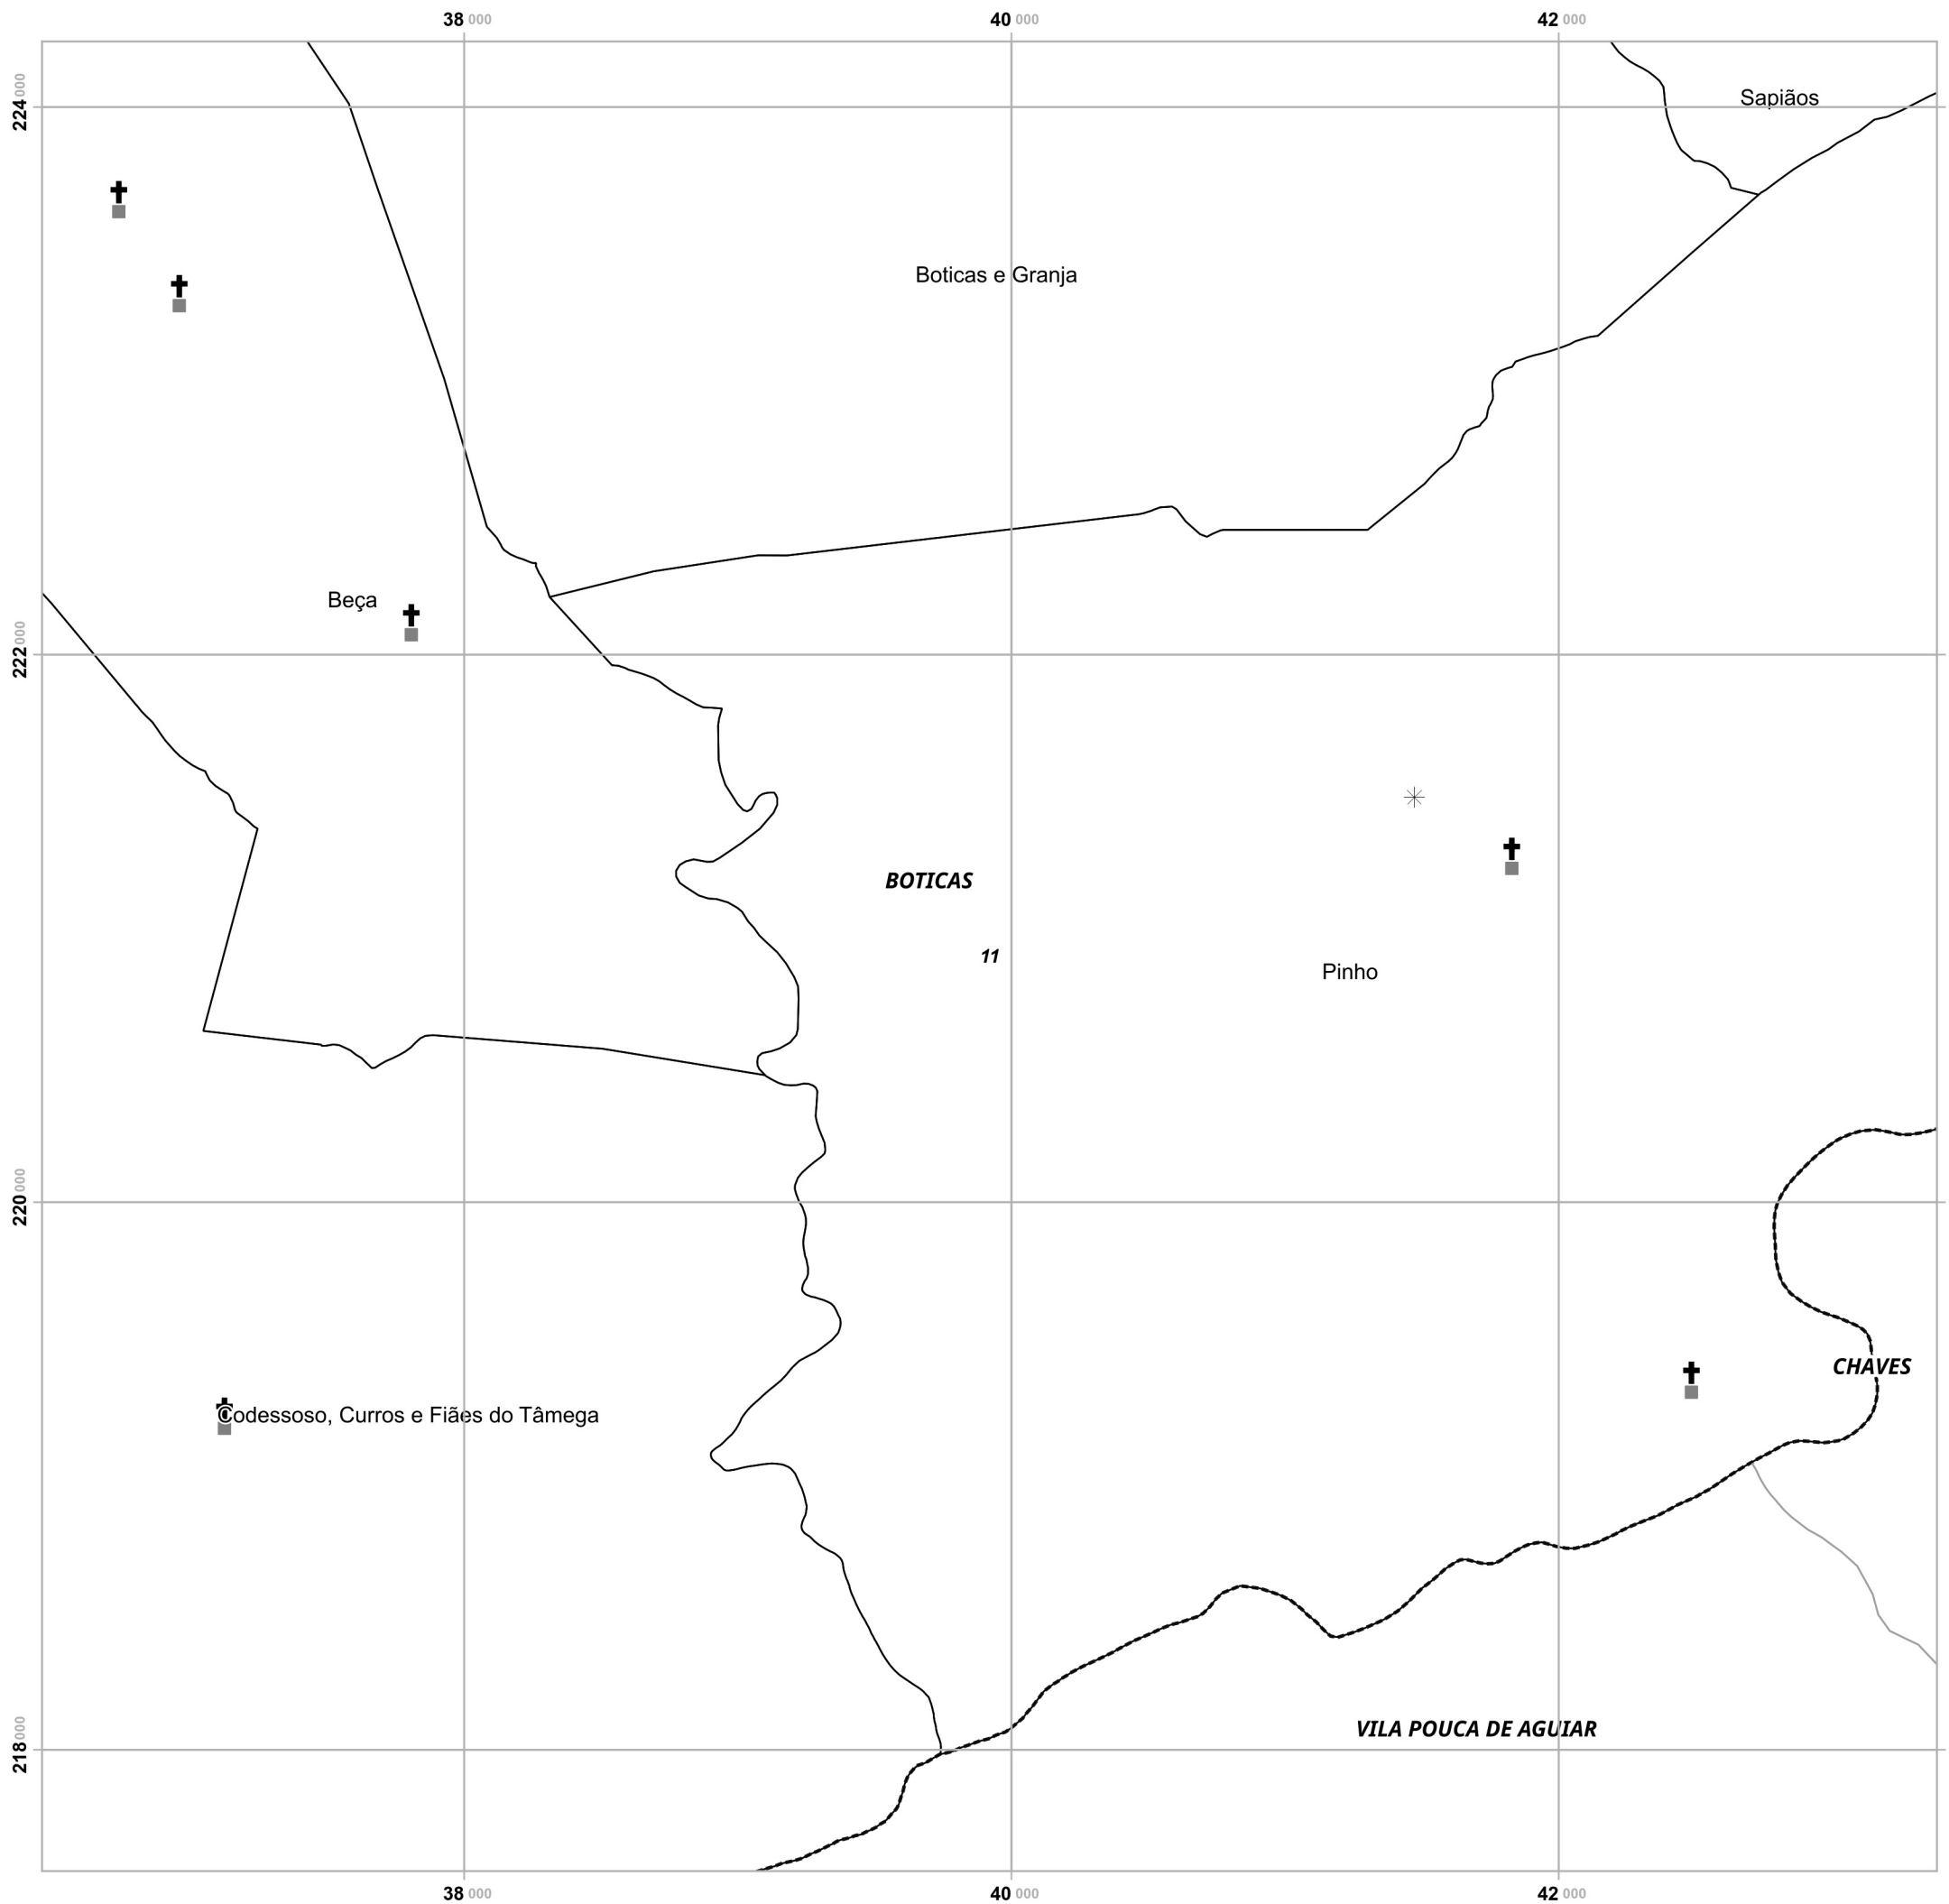 38 000 40 000 42 000
224 000
Sapiãos
Boticas e Granja
Beça
222 000
BOTICAS
11
Pinho
220 000
CHAVES
Codessoso, Curros e Fiães do Tâmega
VILA POUCA DE AGUIAR
218 000
38 000 40 000 42 000